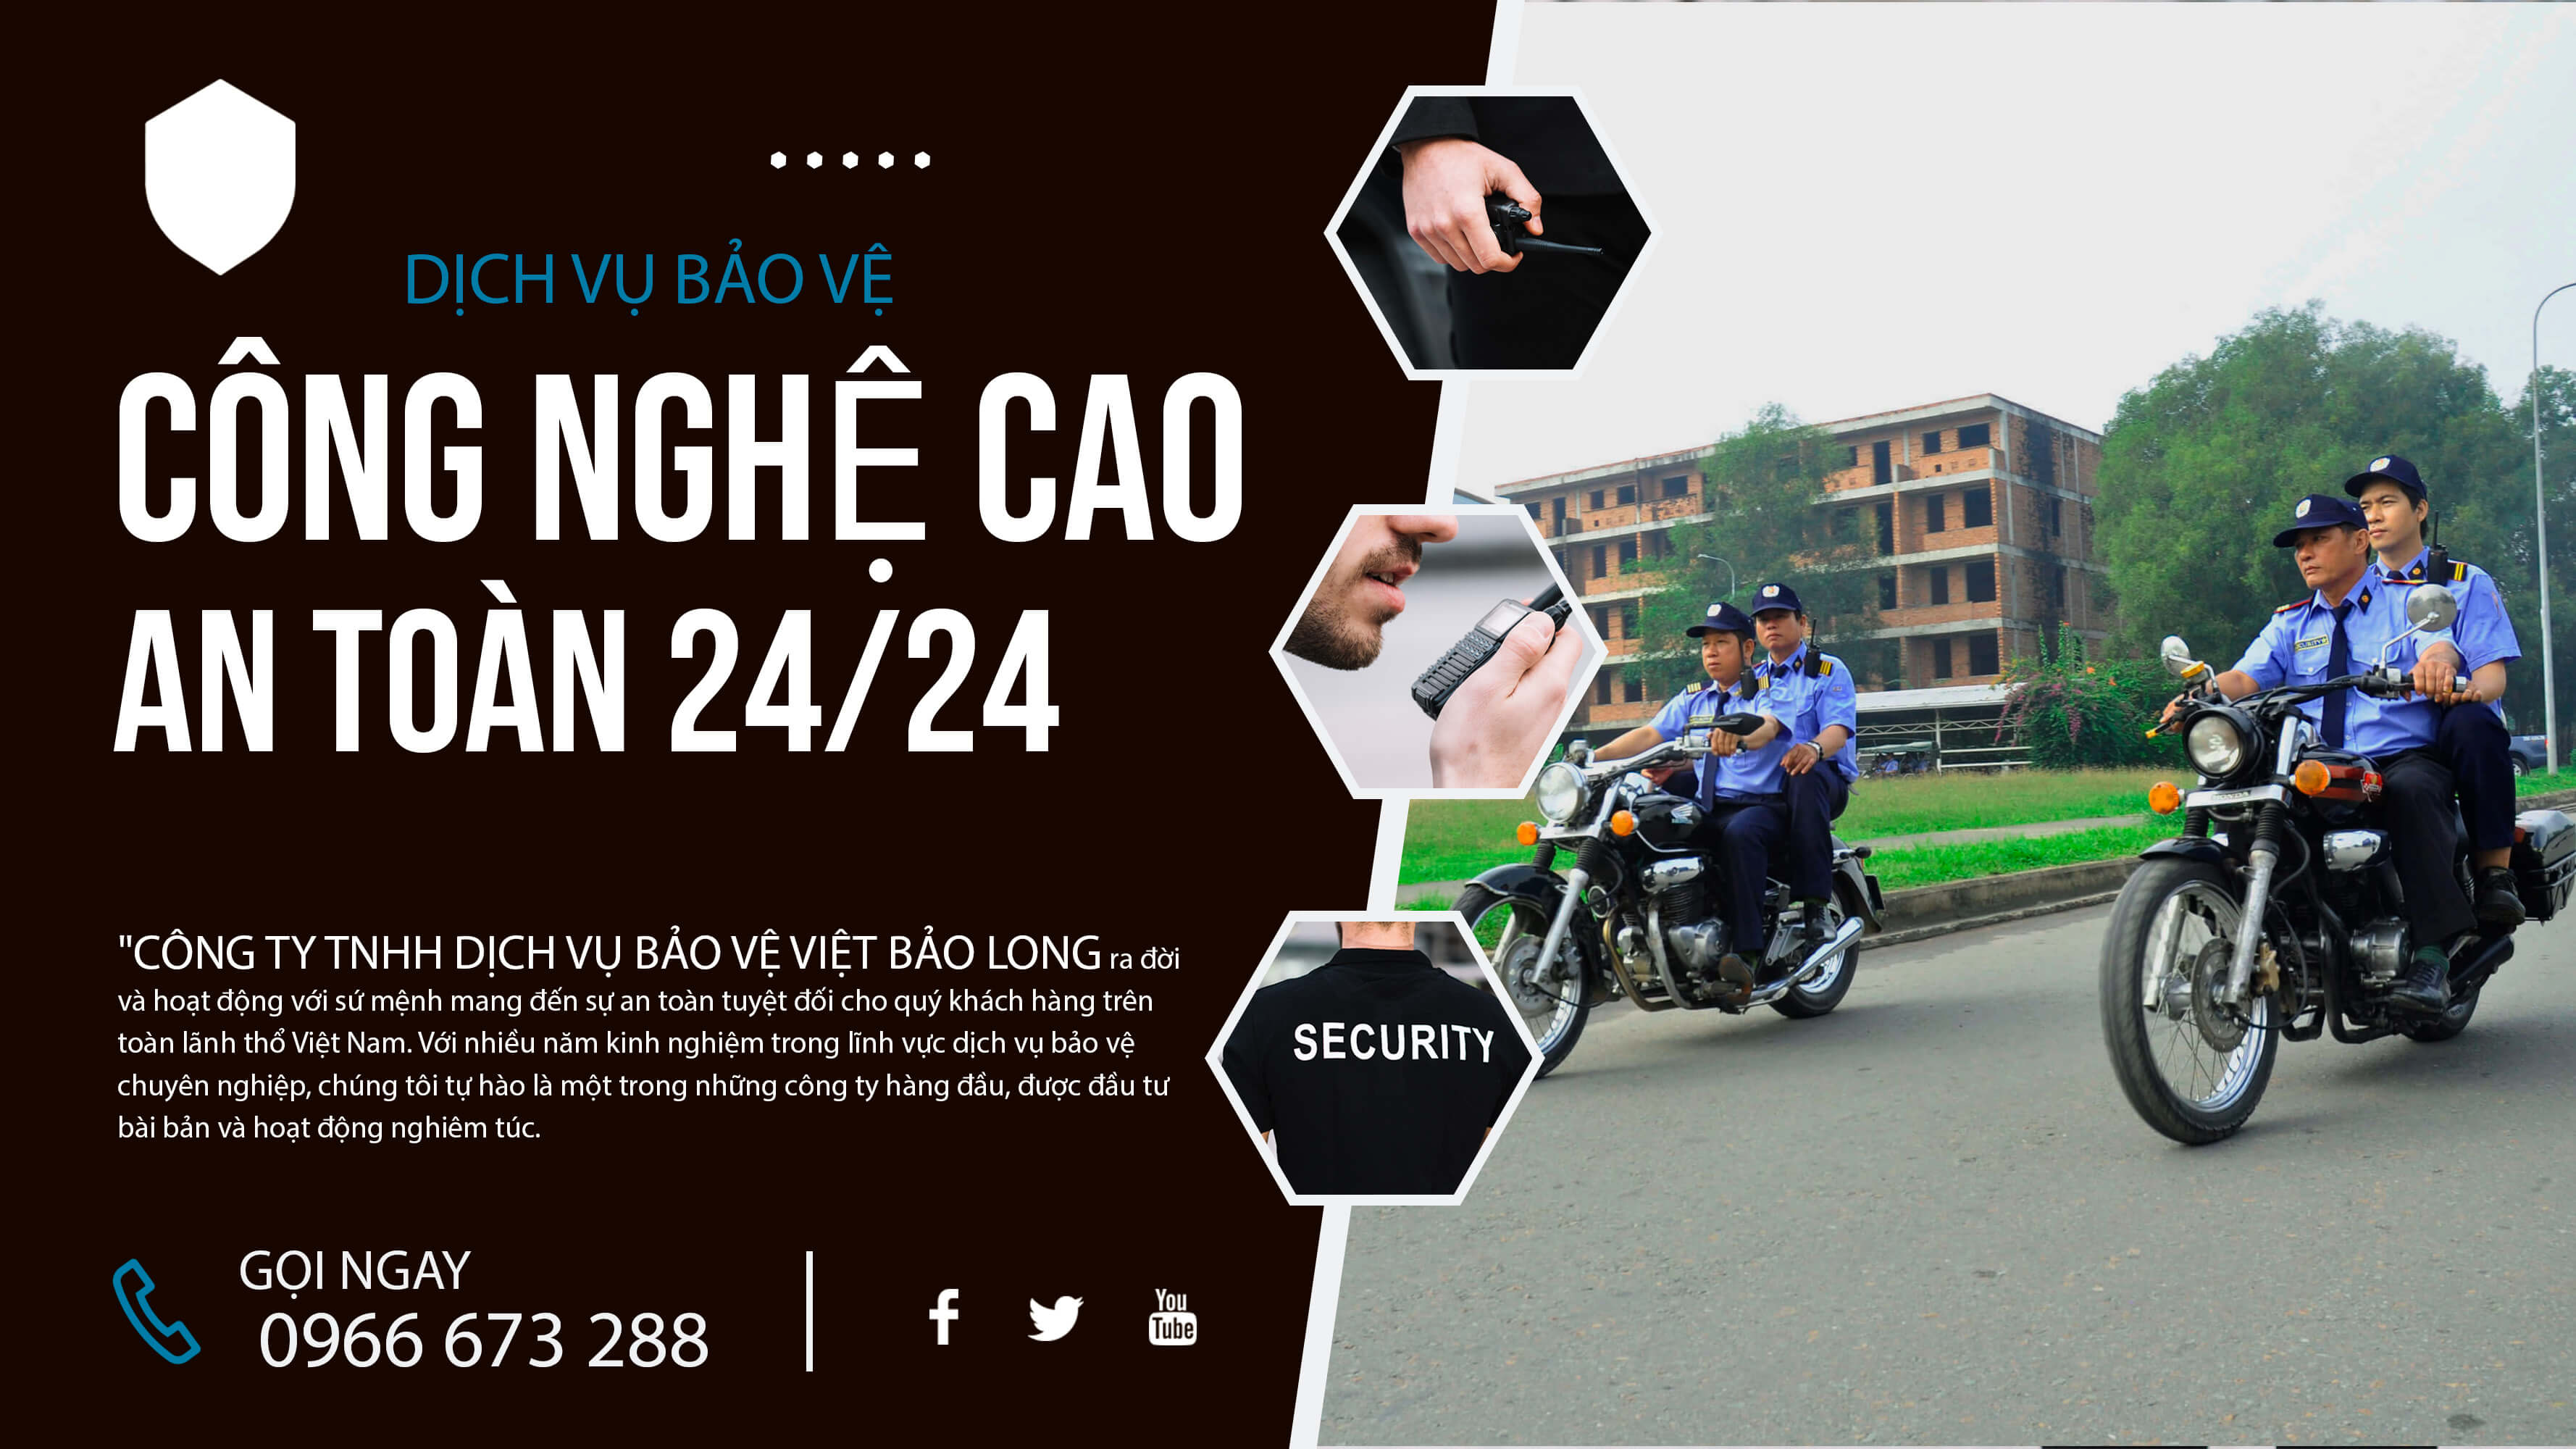 DỊCH VỤ BẢO VỆ
CÔNG NGHỆ CAO
AN TOÀN 24/24
"CÔNG TY TNHH DỊCH VỤ BẢO VỆ VIỆT BẢO LONG ra đời
và hoạt động với sứ mệnh mang đến sự an toàn tuyệt đối cho quý khách hàng trên
toàn lãnh thổ Việt Nam. Với nhiều năm kinh nghiệm trong lĩnh vực dịch vụ bảo vệ
chuyên nghiệp, chúng tôi tự hào là một trong những công ty hàng đầu, được đầu tư
bài bản và hoạt động nghiêm túc.
GỌI NGAY
0966 673 288
You
Tube
SECURITY
SECURITY